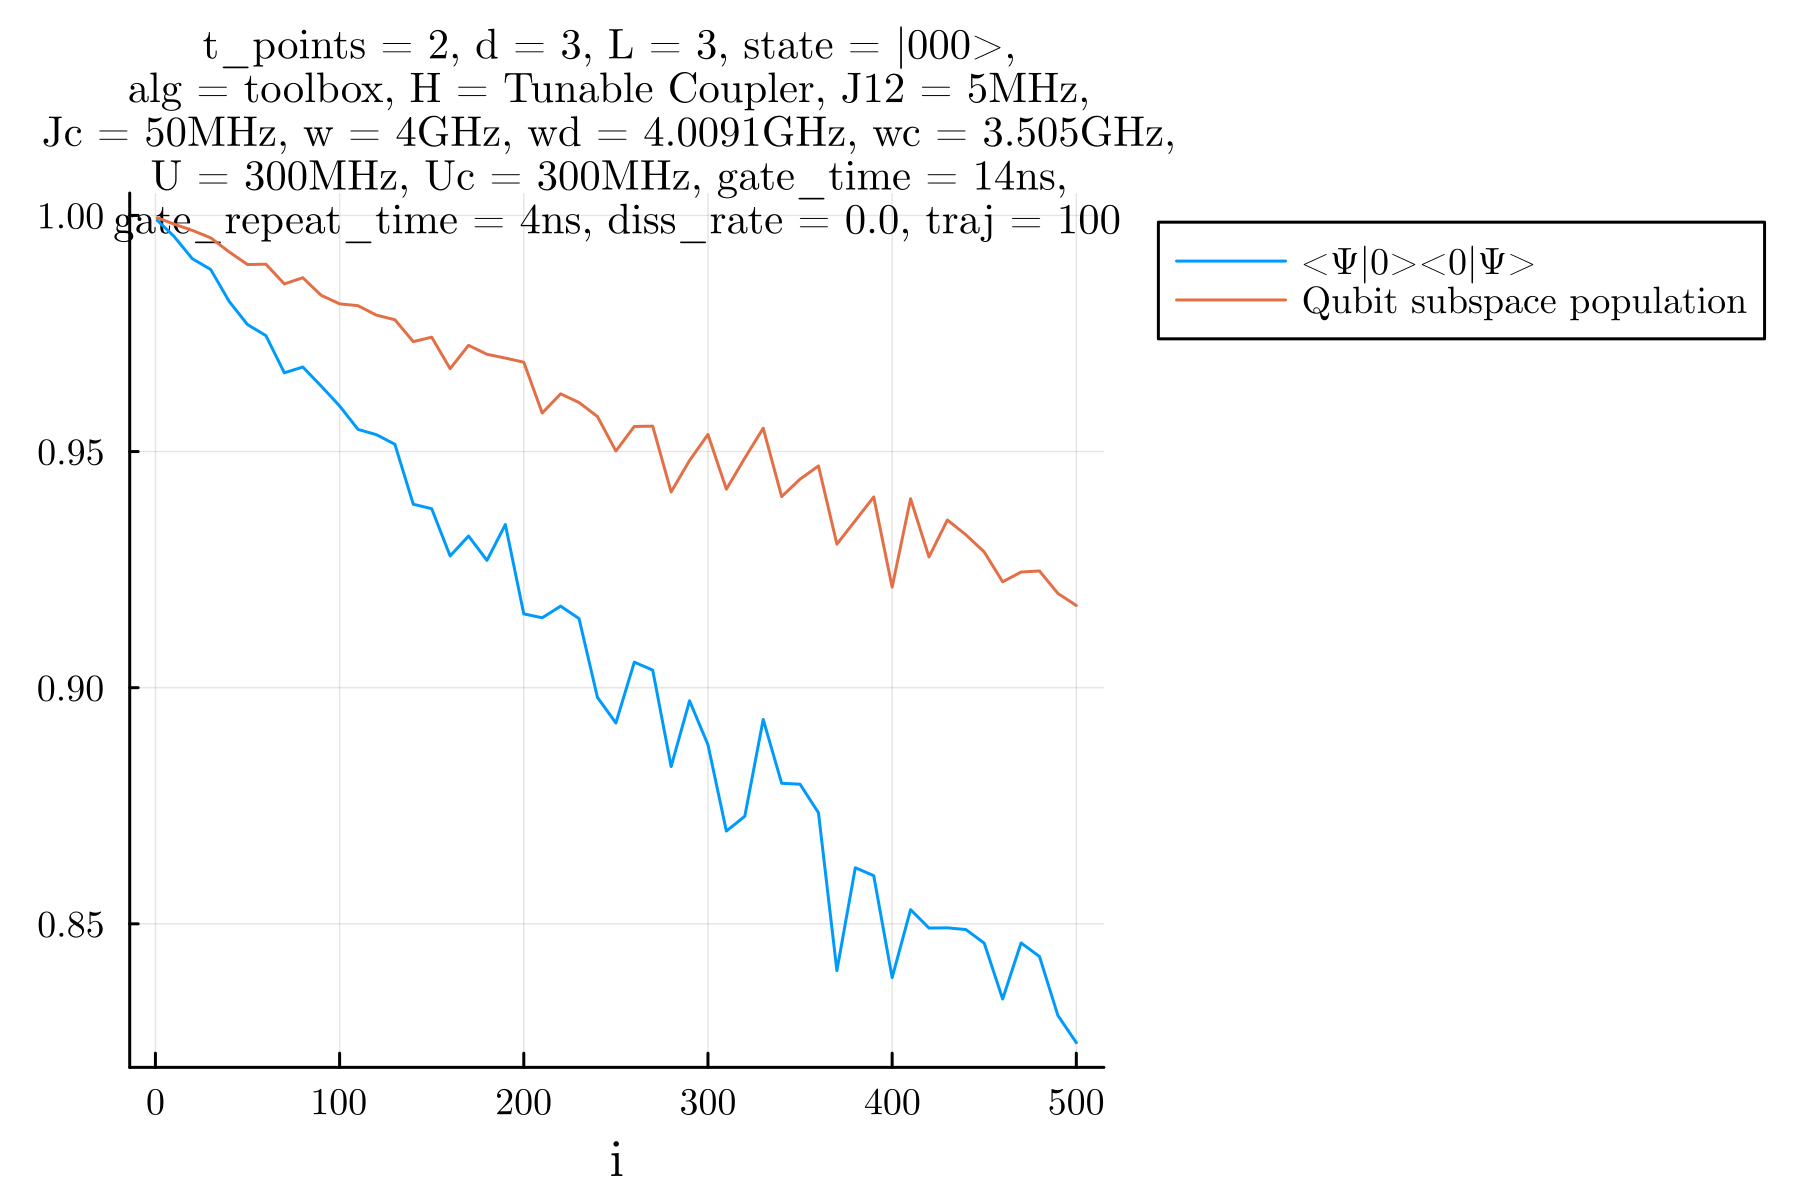 t_points = 2, d = 3, L = 3, state = |000>,
alg = toolbox, H = Tunable Coupler, J12 = 5MHz,
Jc = 50MHz, w = 4GHz, wd = 4.0091GHz, wc = 3.505GHz,
U = 300MHz, Uc = 300MHz, gate_time = 14ns,
gate_repeat_time = 4ns, diss_rate = 0.0, traj = 100
<Ψ|0><0|Ψ>
Qubit subspace population
1.00
0.95
0.90
0.85
0 100 200 300 400 500
i